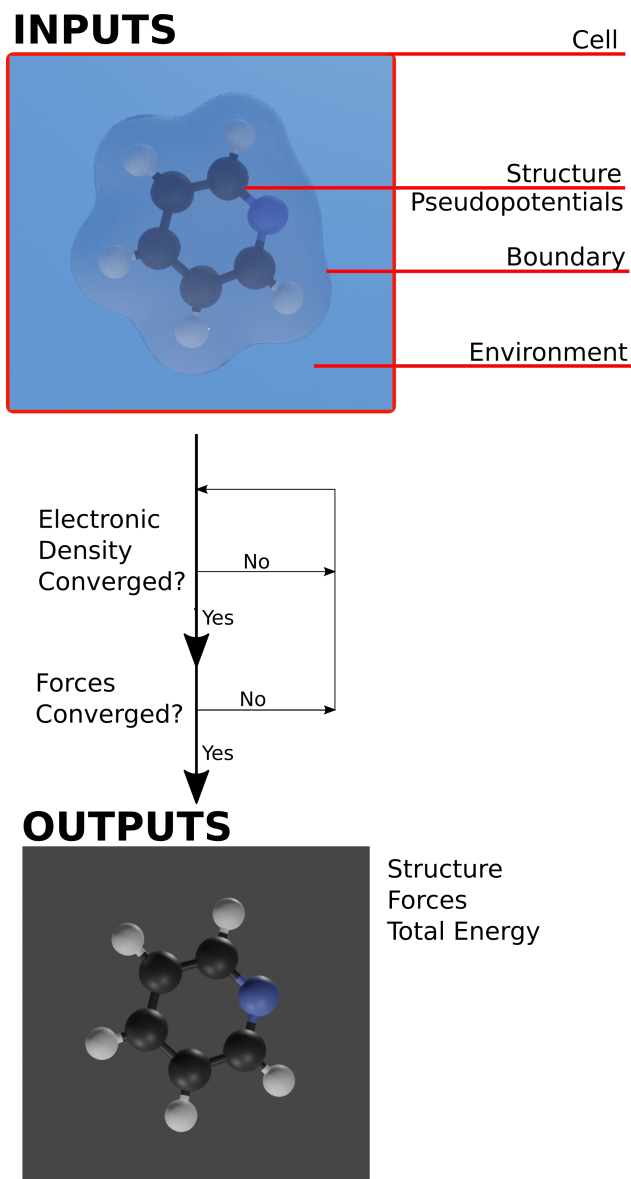 INPUTS
Cell
Structure
Pseudopotentials
Boundary
Environment
Electronic
Density
Converged?
No
Yes
Forces
Converged?
No
Yes
OUTPUTS
Structure
Forces
Total Energy